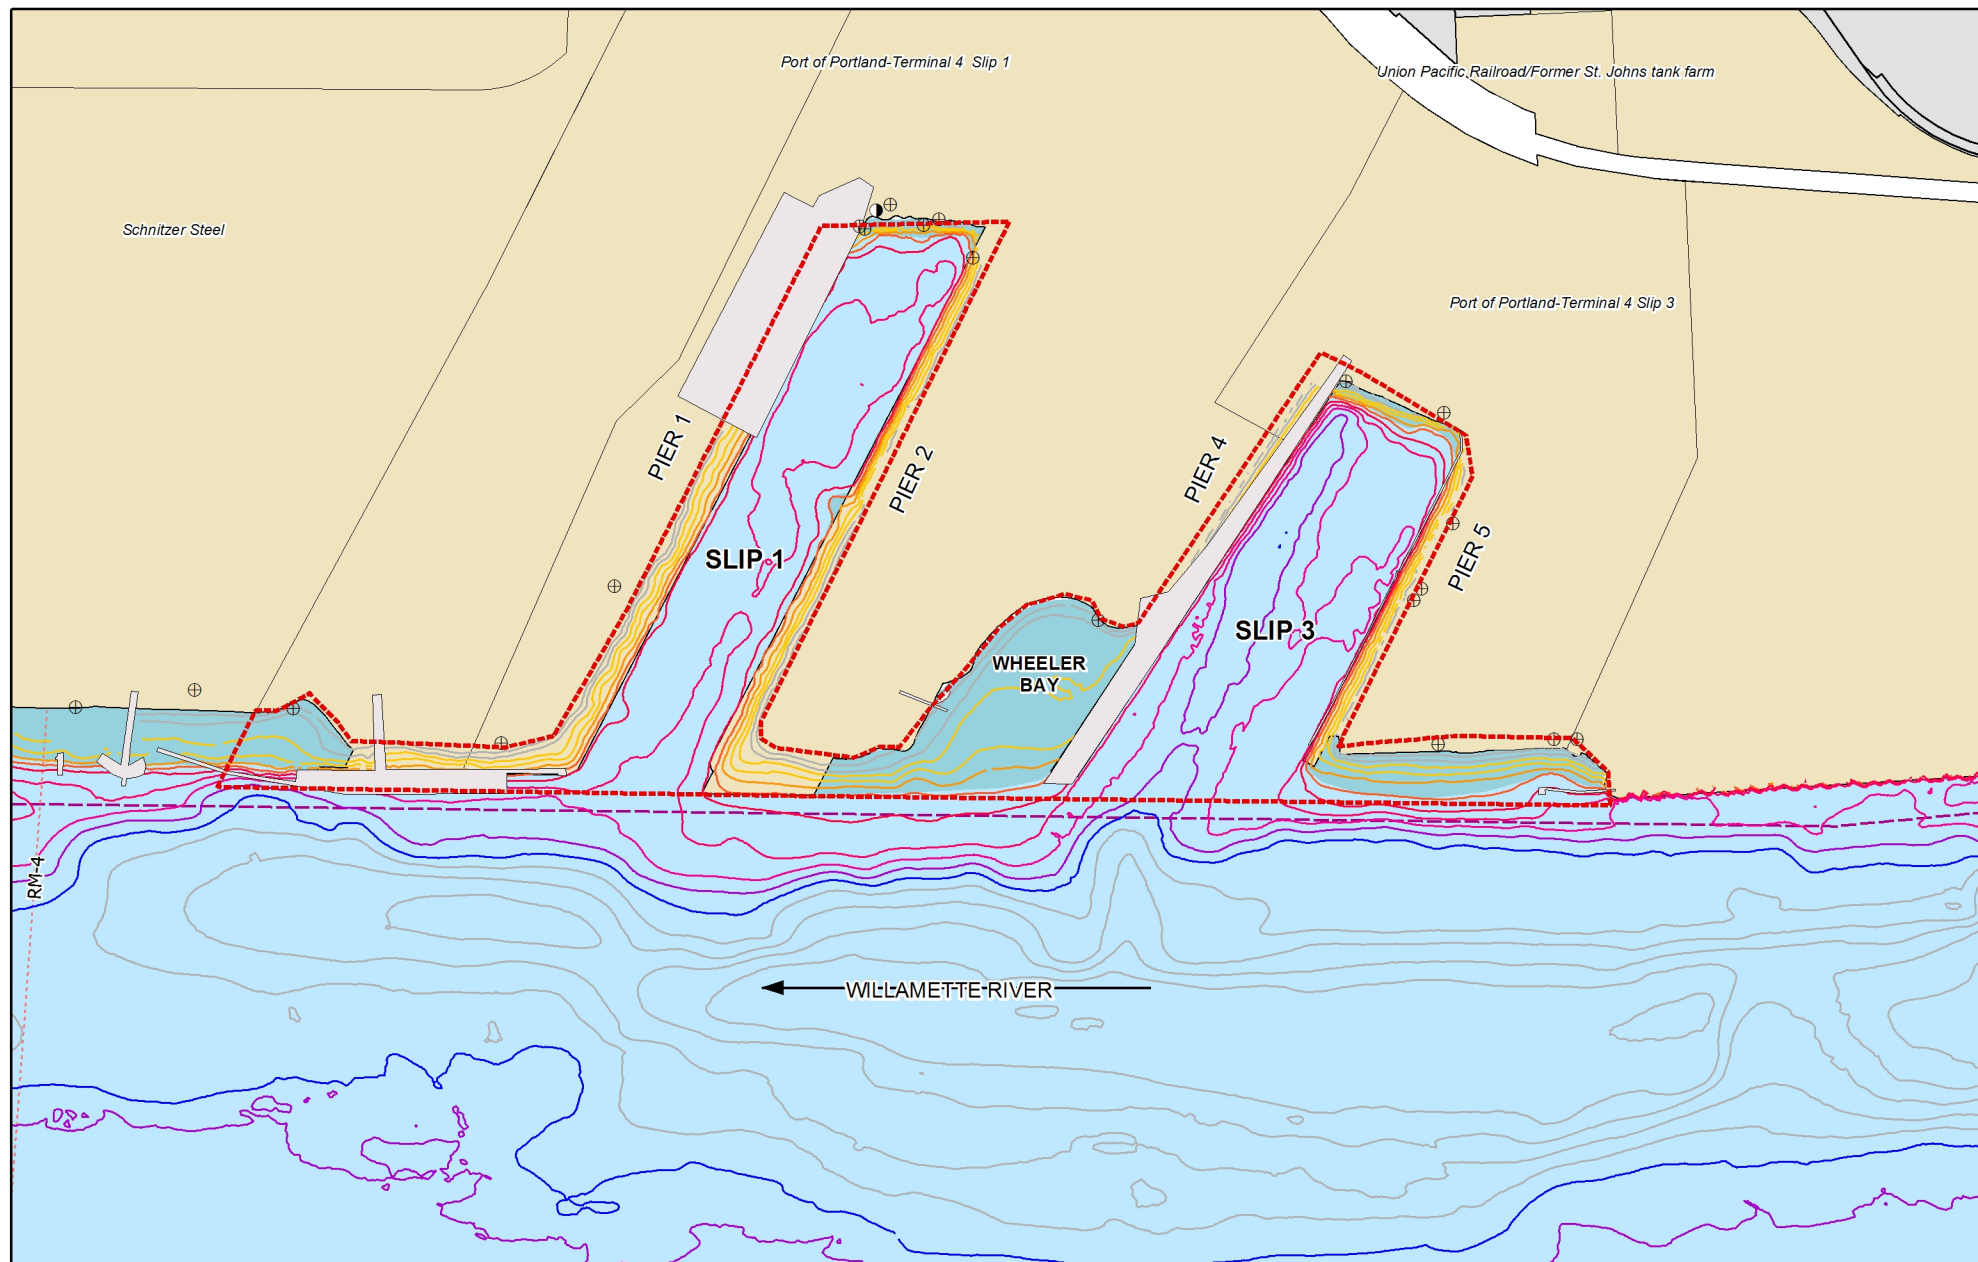 Port of Portland-Terminal 4 Slip 1
Union Pacific Railroad/Former St. Johns tank farm
Schnitzer Steel
Port of Portland-Terminal 4 Slip 3
PIER 1
PIER 2
PIER 4
PIER 5
SLIP 1
SLIP 3
WHEELER
BAY
RM-4
WILLAMETTE RIVER